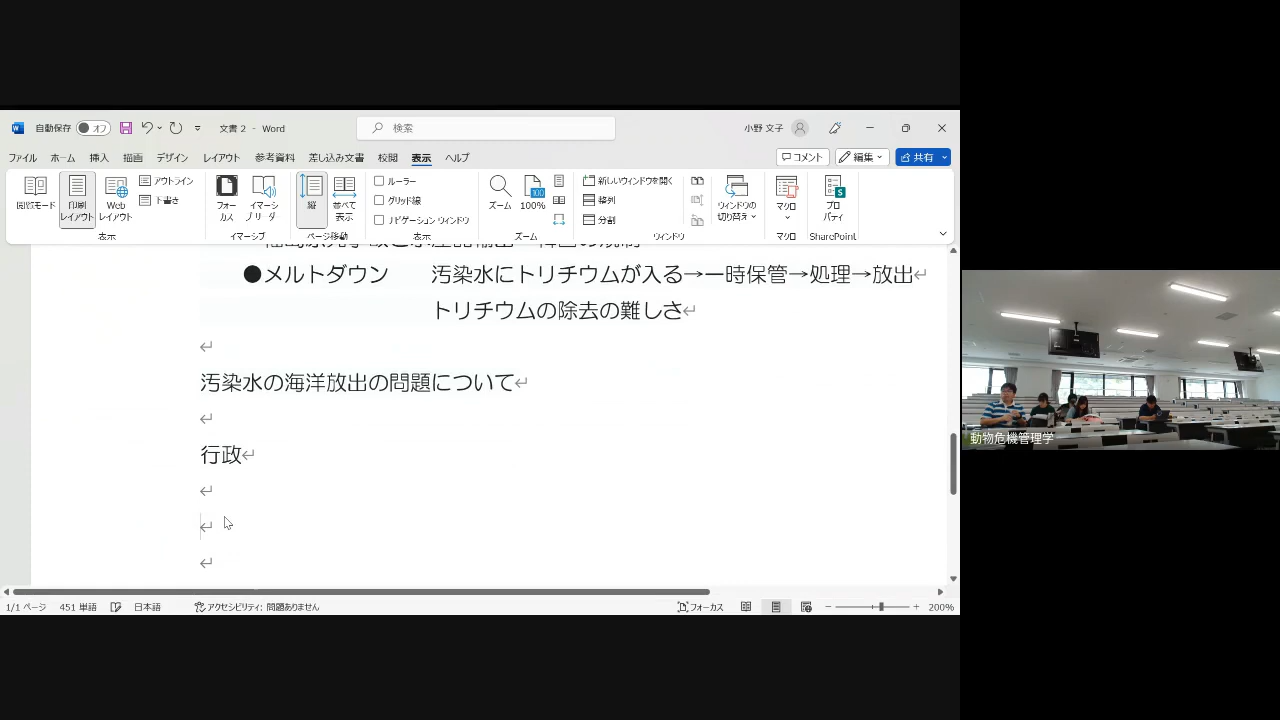 自動保存 オフ 文書 2 - Word 検索 小野 文子
ファイル ホーム 挿入 描画 デザイン レイアウト 参考資料 差し込み文書 校閲 表示 ヘルプ コメント 編集 共有
閲覧モード 印刷レイアウト Webレイアウト アウトライン 下書き
表示
フォーカス イマーシブ リーダー
イマーシブ
縦 並べて表示
ページ移動
ルーラー
グリッド線
ナビゲーション ウィンドウ
表示
ズーム 100%
ズーム
新しいウィンドウを開く
整列
分割
ウィンドウの切り替え
ウィンドウ
マクロ
マクロ
プロパティ
SharePoint
●メルトダウン 汚染水にトリチウムが入る→一時保管→処理→放出
トリチウムの除去の難しさ
汚染水の海洋放出の問題について
行政
1/1 ページ 451 単語 日本語 アクセシビリティ: 問題ありません フォーカス 200%
動物危機管理学